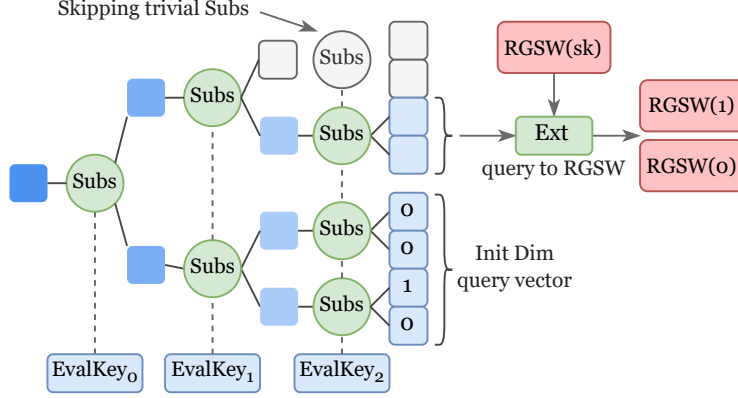 Skipping trivial Subs
Subs
RGSW(sk)
Subs
Subs
RGSW(1)
Ext
query to RGSW
RGSW(0)
Subs
Subs
0
0
Subs
Init Dim
query vector
Subs
1
0
EvalKey₀
EvalKey₁
EvalKey₂